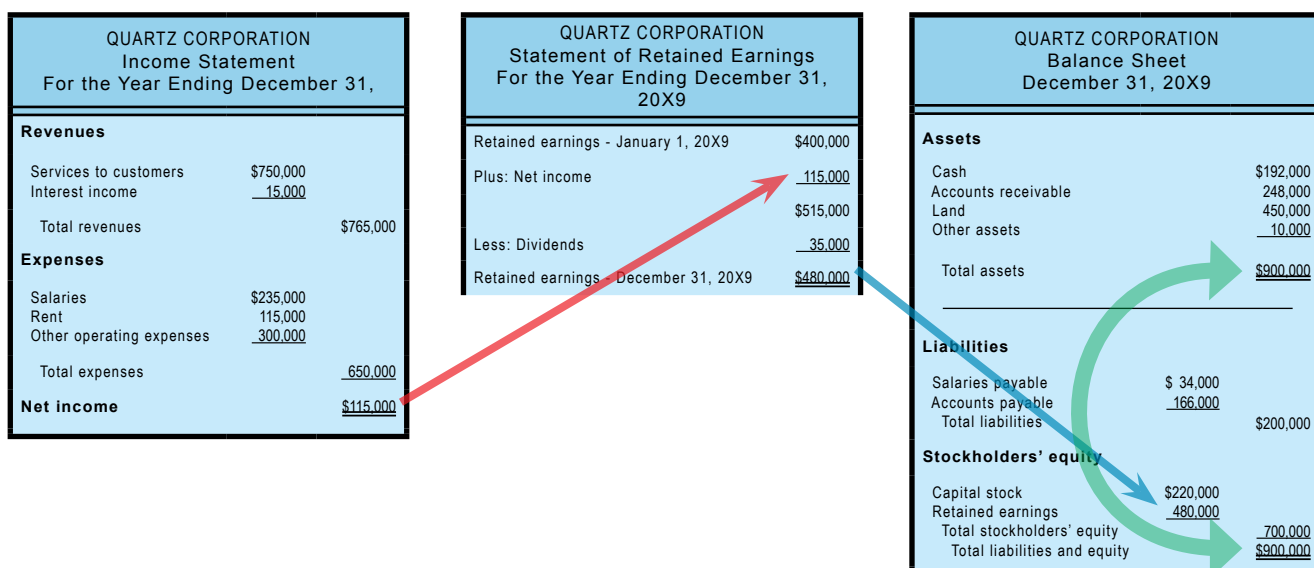 QUARTZ CORPORATION
Income Statement
For the Year Ending December 31,
Revenues
Services to customers $750,000
Interest income 15,000
Total revenues $765,000
Expenses
Salaries $235,000
Rent 115,000
Other operating expenses 300,000
Total expenses 650,000
Net income $115,000
QUARTZ CORPORATION
Statement of Retained Earnings
For the Year Ending December 31,
20X9
Retained earnings - January 1, 20X9 $400,000
Plus: Net income 115,000
$515,000
Less: Dividends 35,000
Retained earnings - December 31, 20X9 $480,000
QUARTZ CORPORATION
Balance Sheet
December 31, 20X9
Assets
Cash $192,000
Accounts receivable 248,000
Land 450,000
Other assets 10,000
Total assets $900,000
Liabilities
Salaries payable $ 34,000
Accounts payable 166,000
Total liabilities $200,000
Stockholders' equity
Capital stock $220,000
Retained earnings 480,000
Total stockholders' equity 700,000
Total liabilities and equity $900,000